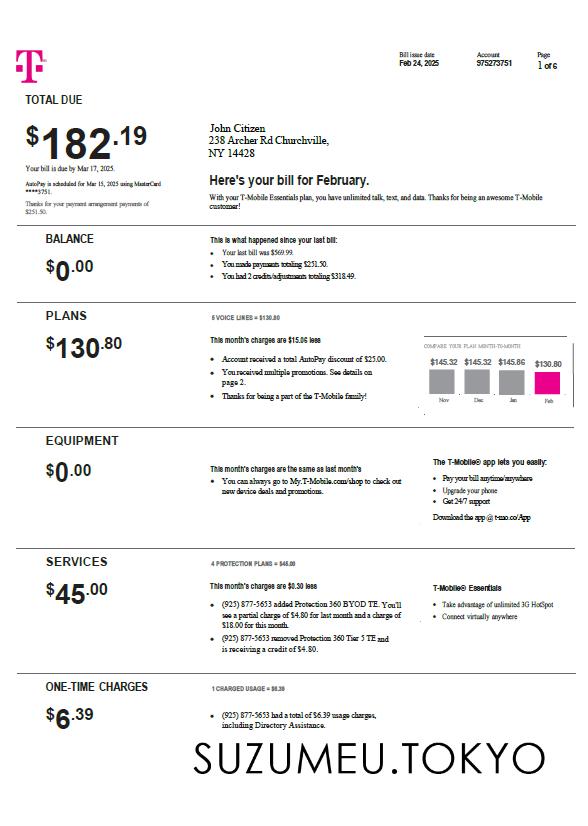 T
Bill issue date
Feb 24, 2025
Account
975273751
Page
1 of 6
TOTAL DUE
$182.19
Your bill is due by Mar 17, 2025.
AutoPay is scheduled for Mar 15, 2025 using MasterCard
****3751.
Thanks for your payment arrangement payments of
$251.50.
John Citizen
238 Archer Rd Churchville,
NY 14428
Here's your bill for February.
With your T-Mobile Essentials plan, you have unlimited talk, text, and data. Thanks for being an awesome T-Mobile
customer!
BALANCE
$0.00
This is what happened since your last bill:
• Your last bill was $569.99.
• You made payments totaling $251.50.
• You had 2 credits/adjustments totaling $318.49.
PLANS
$130.80
5 VOICE LINES = $130.80
This month's charges are $15.06 less
• Account received a total AutoPay discount of $25.00.
• You received multiple promotions. See details on
page 2.
• Thanks for being a part of the T-Mobile family!
COMPARE YOUR PLAN MONTH-TO-MONTH
$145.32 $145.32 $145.86 $130.80
Nov Dec Jan Feb
EQUIPMENT
$0.00
This month's charges are the same as last month's
• You can always go to My.T-Mobile.com/shop to check out
new device deals and promotions.
The T-Mobile® app lets you easily:
• Pay your bill anytime/anywhere
• Upgrade your phone
• Get 24/7 support
Download the app @ t-mo.co/App
SERVICES
$45.00
4 PROTECTION PLANS = $45.00
This month's charges are $0.30 less
• (925) 877-5653 added Protection 360 BYOD TE. You'll
see a partial charge of $4.80 for last month and a charge of
$18.00 for this month.
• (925) 877-5653 removed Protection 360 Tier 5 TE and
is receiving a credit of $4.80.
T-Mobile® Essentials
• Take advantage of unlimited 3G HotSpot
• Connect virtually anywhere
ONE-TIME CHARGES
$6.39
1 CHARGED USAGE = $6.39
• (925) 877-5653 had a total of $6.39 usage charges,
including Directory Assistance.
SUZUMEU.TOKYO